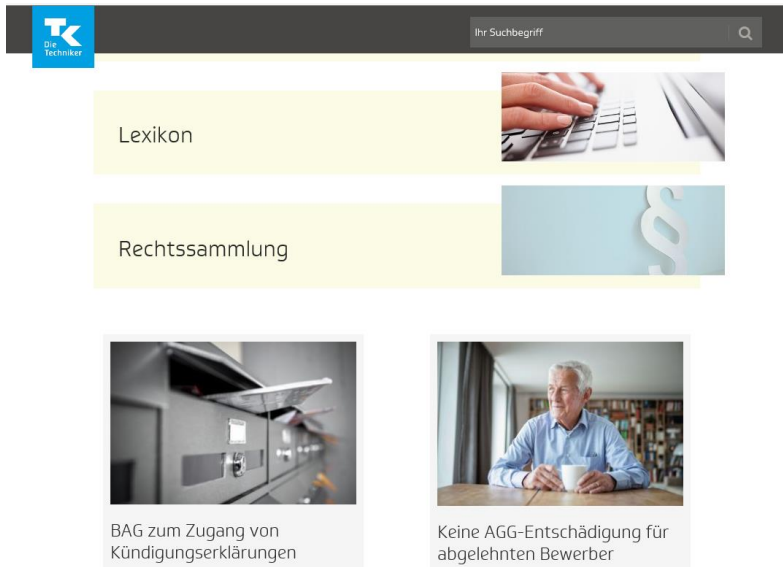 TK
Die
Techniker
Ihr Suchbegriff
Lexikon
Rechtssammlung
§
BAG zum Zugang von
Kündigungserklärungen
Keine AGG-Entschädigung für
abgelehnten Bewerber